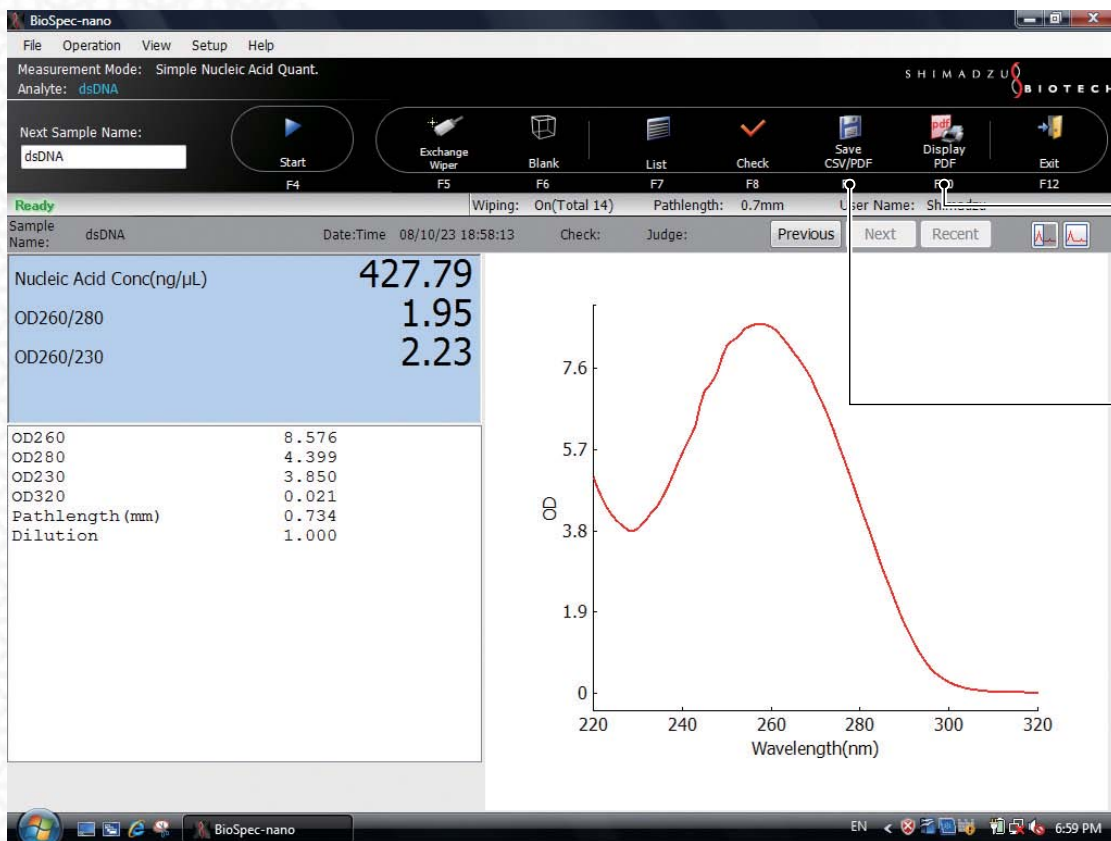 BioSpec-nano
File Operation View Setup Help
Measurement Mode: Simple Nucleic Acid Quant.
Analyte: dsDNA
SHIMADZU
BIOTECH
Next Sample Name:
dsDNA
Start
F4
Exchange
Wiper
F5
Blank
F6
List
F7
Check
F8
Save
CSV/PDF
pdf
Display
PDF
Exit
F12
Ready
Wiping: On(Total 14) Pathlength: 0.7mm User Name: Shimadzu
Sample
Name:
dsDNA Date:Time 08/10/23 18:58:13 Check: Judge: Previous Next Recent
Nucleic Acid Conc(ng/µL) 427.79
OD260/280 1.95
OD260/230 2.23
OD260 8.576
OD280 4.399
OD230 3.850
OD320 0.021
Pathlength(mm) 0.734
Dilution 1.000
7.6
5.7
OD
3.8
1.9
0
220 240 260 280 300 320
Wavelength(nm)
BioSpec-nano EN 6:59 PM